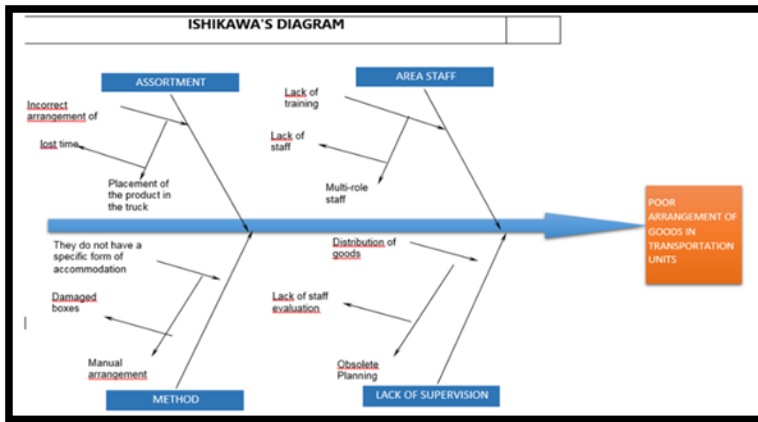 ISHIKAWA'S DIAGRAM
ASSORTMENT
AREA STAFF
Incorrect
arrangement of
lost time
Placement of
the product in
the truck
Lack of
training
Lack of
staff
Multi-role
staff
POOR
ARRANGEMENT OF
GOODS IN
TRANSPORTATION
UNITS
They do not have a
specific form of
accommodation
Damaged
boxes
Manual
arrangement
Distribution of
goods
Lack of staff
evaluation
Obsolete
Planning
METHOD
LACK OF SUPERVISION